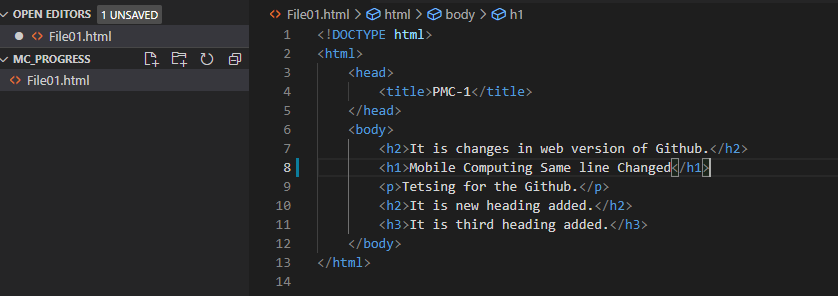 OPEN EDITORS 1 UNSAVED
File01.html
MC_PROGRESS
File01.html
File01.html > html > body > h1
1 <!DOCTYPE html>
2 <html>
3 <head>
4 <title>PMC-1</title>
5 </head>
6 <body>
7 <h2>It is changes in web version of Github.</h2>
8 <h1>Mobile Computing Same line Changed</h1>
9 <p>Tetsing for the Github.</p>
10 <h2>It is new heading added.</h2>
11 <h3>It is third heading added.</h3>
12 </body>
13 </html>
14